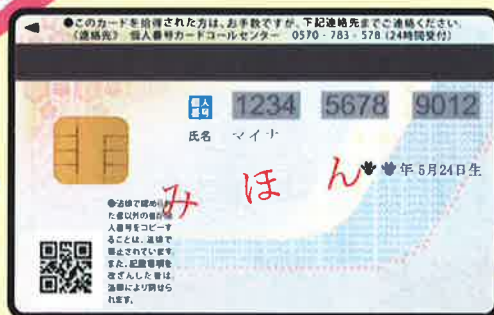 ●このカードを拾得された方は、お手数ですが、下記連絡先までご連絡ください。
《連絡先》 個人番号カードコールセンター 0570-783-578(24時間受付)
個人番号 1234 5678 9012
氏名 マイナ
みほん
年5月24日生
●法律で認められ
た者以外の者が個
人番号をコピーす
ることは、法律で
禁止されています。
また、記載事項を
改ざんした者は
法律により罰せら
れます。